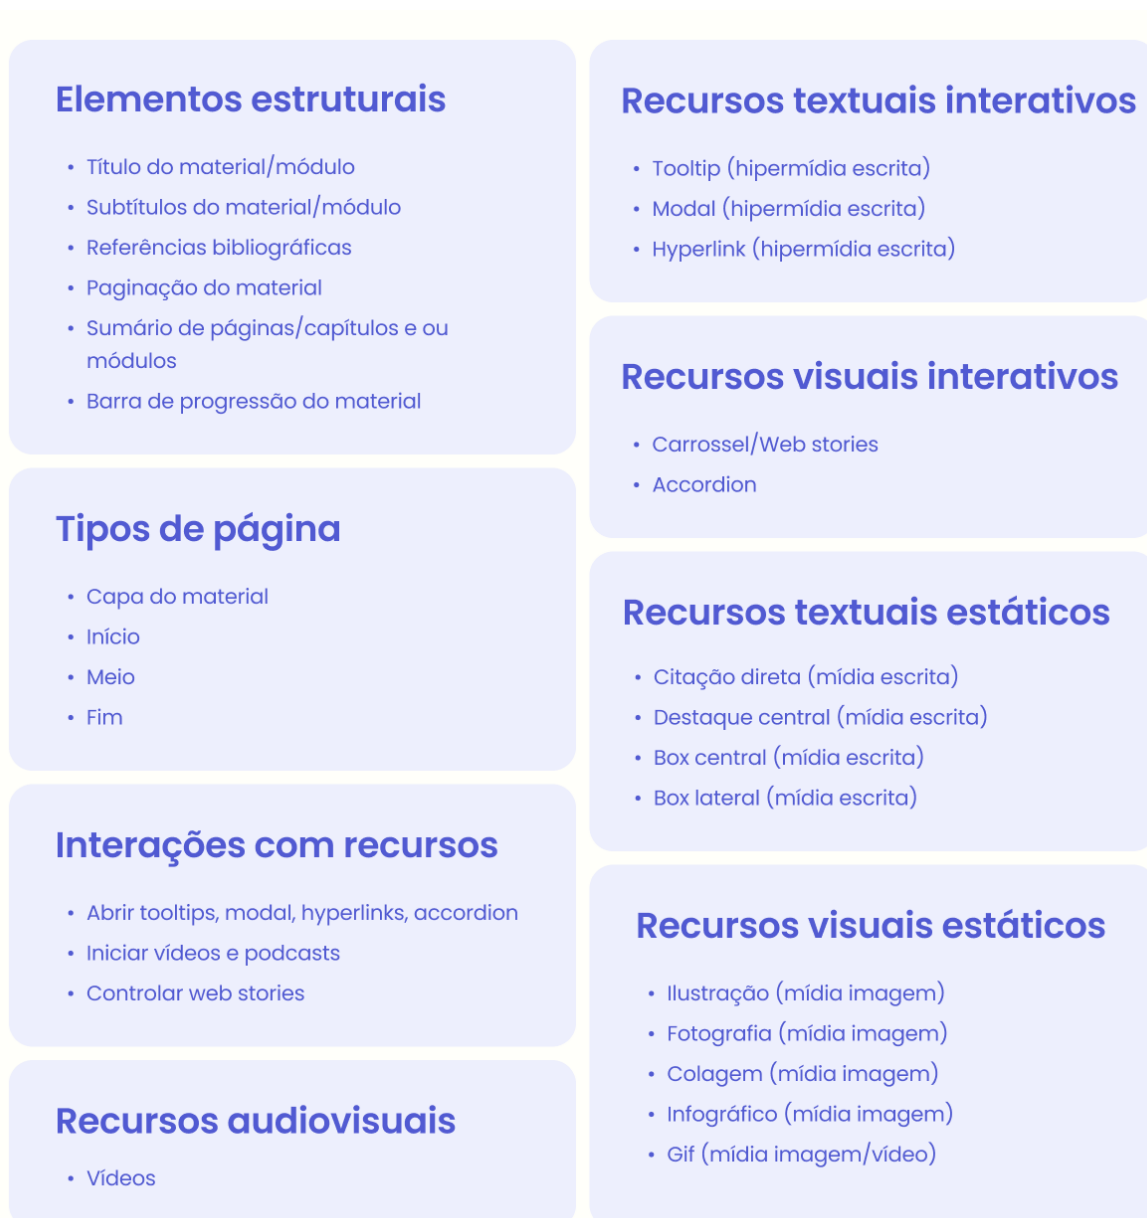 Elementos estruturais
• Título do material/módulo
• Subtítulos do material/módulo
• Referências bibliográficas
• Paginação do material
• Sumário de páginas/capítulos e ou
módulos
• Barra de progressão do material
Tipos de página
• Capa do material
• Início
• Meio
• Fim
Interações com recursos
• Abrir tooltips, modal, hyperlinks, accordion
• Iniciar vídeos e podcasts
• Controlar web stories
Recursos audiovisuais
• Vídeos
Recursos textuais interativos
• Tooltip (hipermídia escrita)
• Modal (hipermídia escrita)
• Hyperlink (hipermídia escrita)
Recursos visuais interativos
• Carrossel/Web stories
• Accordion
Recursos textuais estáticos
• Citação direta (mídia escrita)
• Destaque central (mídia escrita)
• Box central (mídia escrita)
• Box lateral (mídia escrita)
Recursos visuais estáticos
• Ilustração (mídia imagem)
• Fotografia (mídia imagem)
• Colagem (mídia imagem)
• Infográfico (mídia imagem)
• Gif (mídia imagem/vídeo)